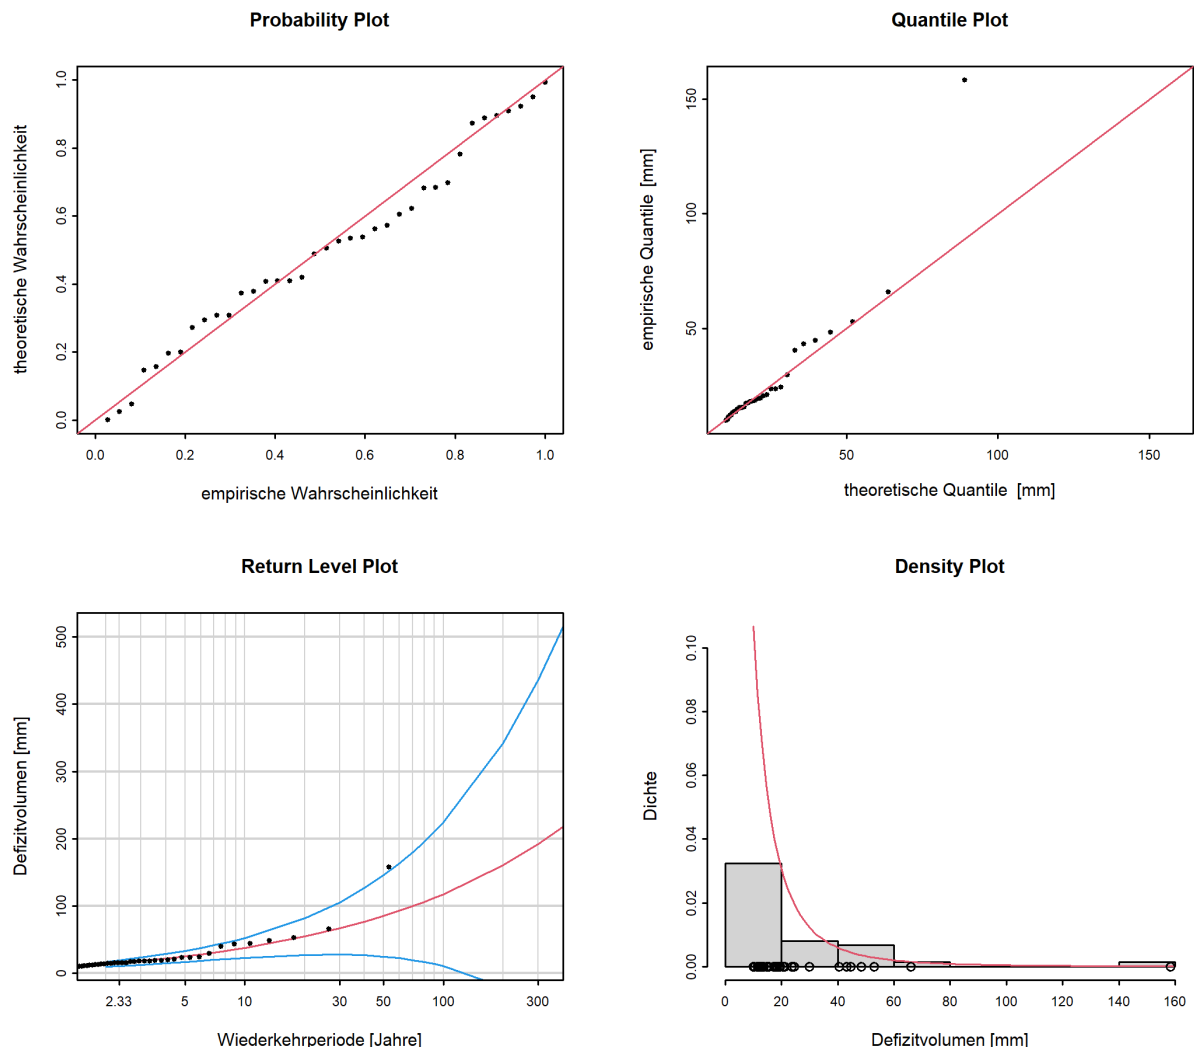 Probability Plot
theoretische Wahrscheinlichkeit
0.0 0.2 0.4 0.6 0.8 1.0
0.0 0.2 0.4 0.6 0.8 1.0
empirische Wahrscheinlichkeit
Quantile Plot
empirische Quantile [mm]
50 100 150
50 100 150
theoretische Quantile [mm]
Return Level Plot
Defizitvolumen [mm]
0 100 200 300 400 500
2.33 5 10 30 50 100 300
Wiederkehrperiode [Jahre]
Density Plot
Dichte
0.00 0.02 0.04 0.06 0.08 0.10
0 20 40 60 80 100 120 140 160
Defizitvolumen [mm]